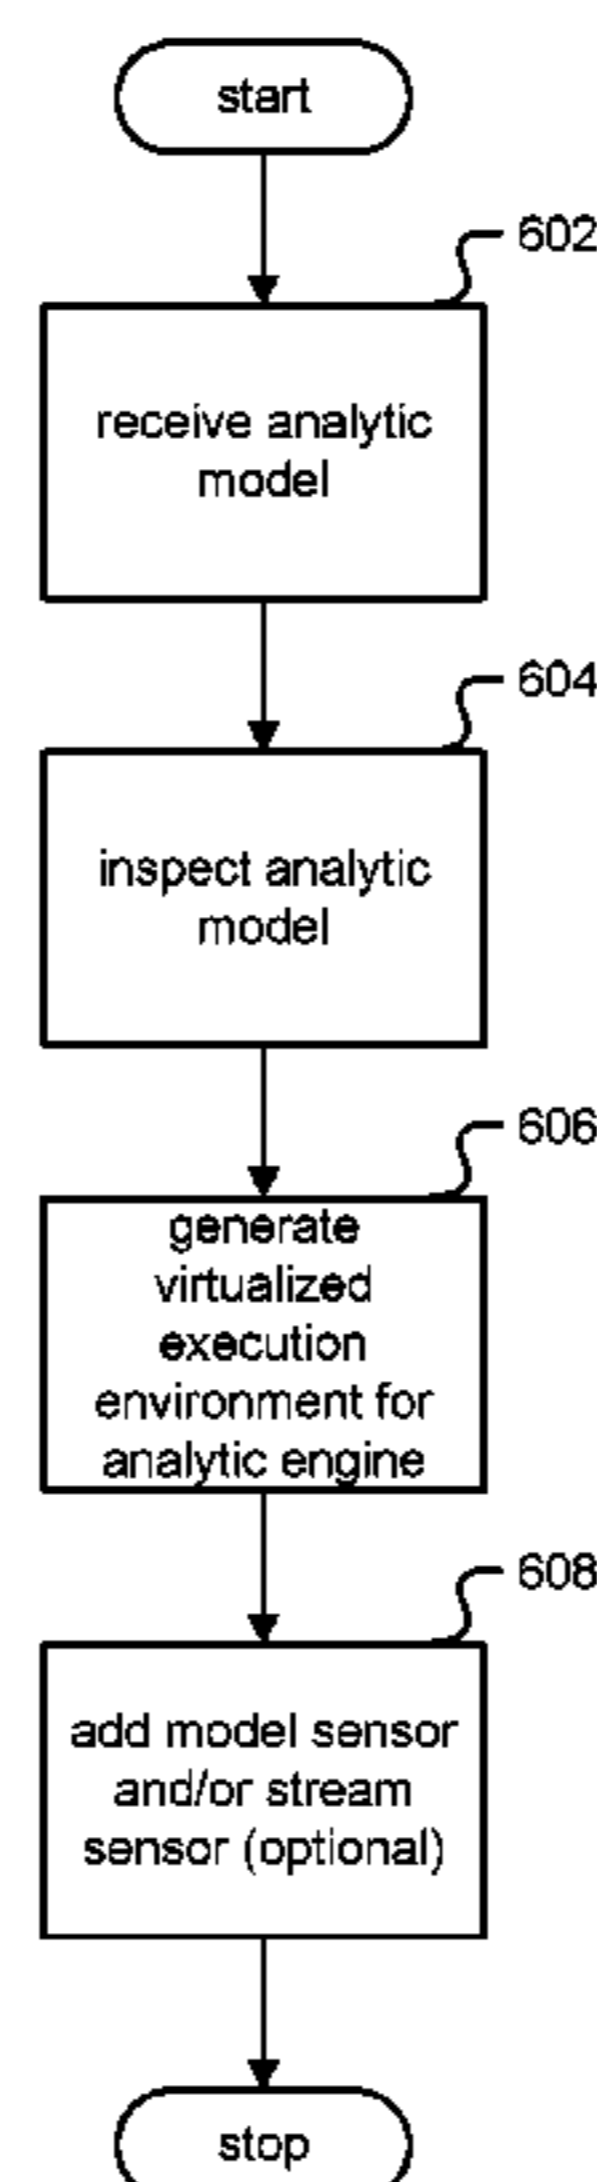 start
602
receive analytic
model
604
inspect analytic
model
606
generate
virtualized
execution
environment for
analytic engine
608
add model sensor
and/or stream
sensor (optional)
stop